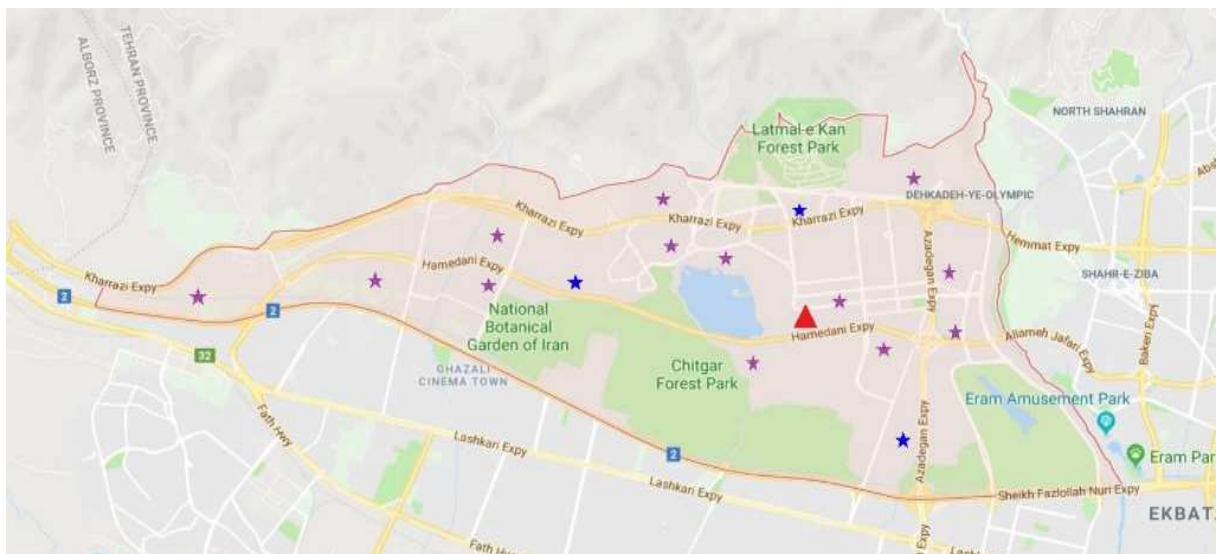 TEHRAN PROVINCE
ALBORZ PROVINCE
NORTH SHAHRAN
Latmal-e Kan
Forest Park
DEHKADEH-YE-OLYMPIC
Kharrazi Expy
Kharrazi Expy
Kharrazi Expy
Hemmat Expy
Hamedani Expy
Azadegan Expy
SHAHR-E-ZIBA
Kharrazi Expy
2
2
National
Botanical
Garden of Iran
Hamedani Expy
Allameh Jafari Expy
Bakeri Expy
32
GHAZALI
CINEMA TOWN
Chitgar
Forest Park
Eram Amusement Park
Fath Hwy
Lashkari Expy
2
Azadegan Expy
Eram Par
Lashkari Expy
Sheikh Fazlollah Nuri Expy
EKBAT
Expy